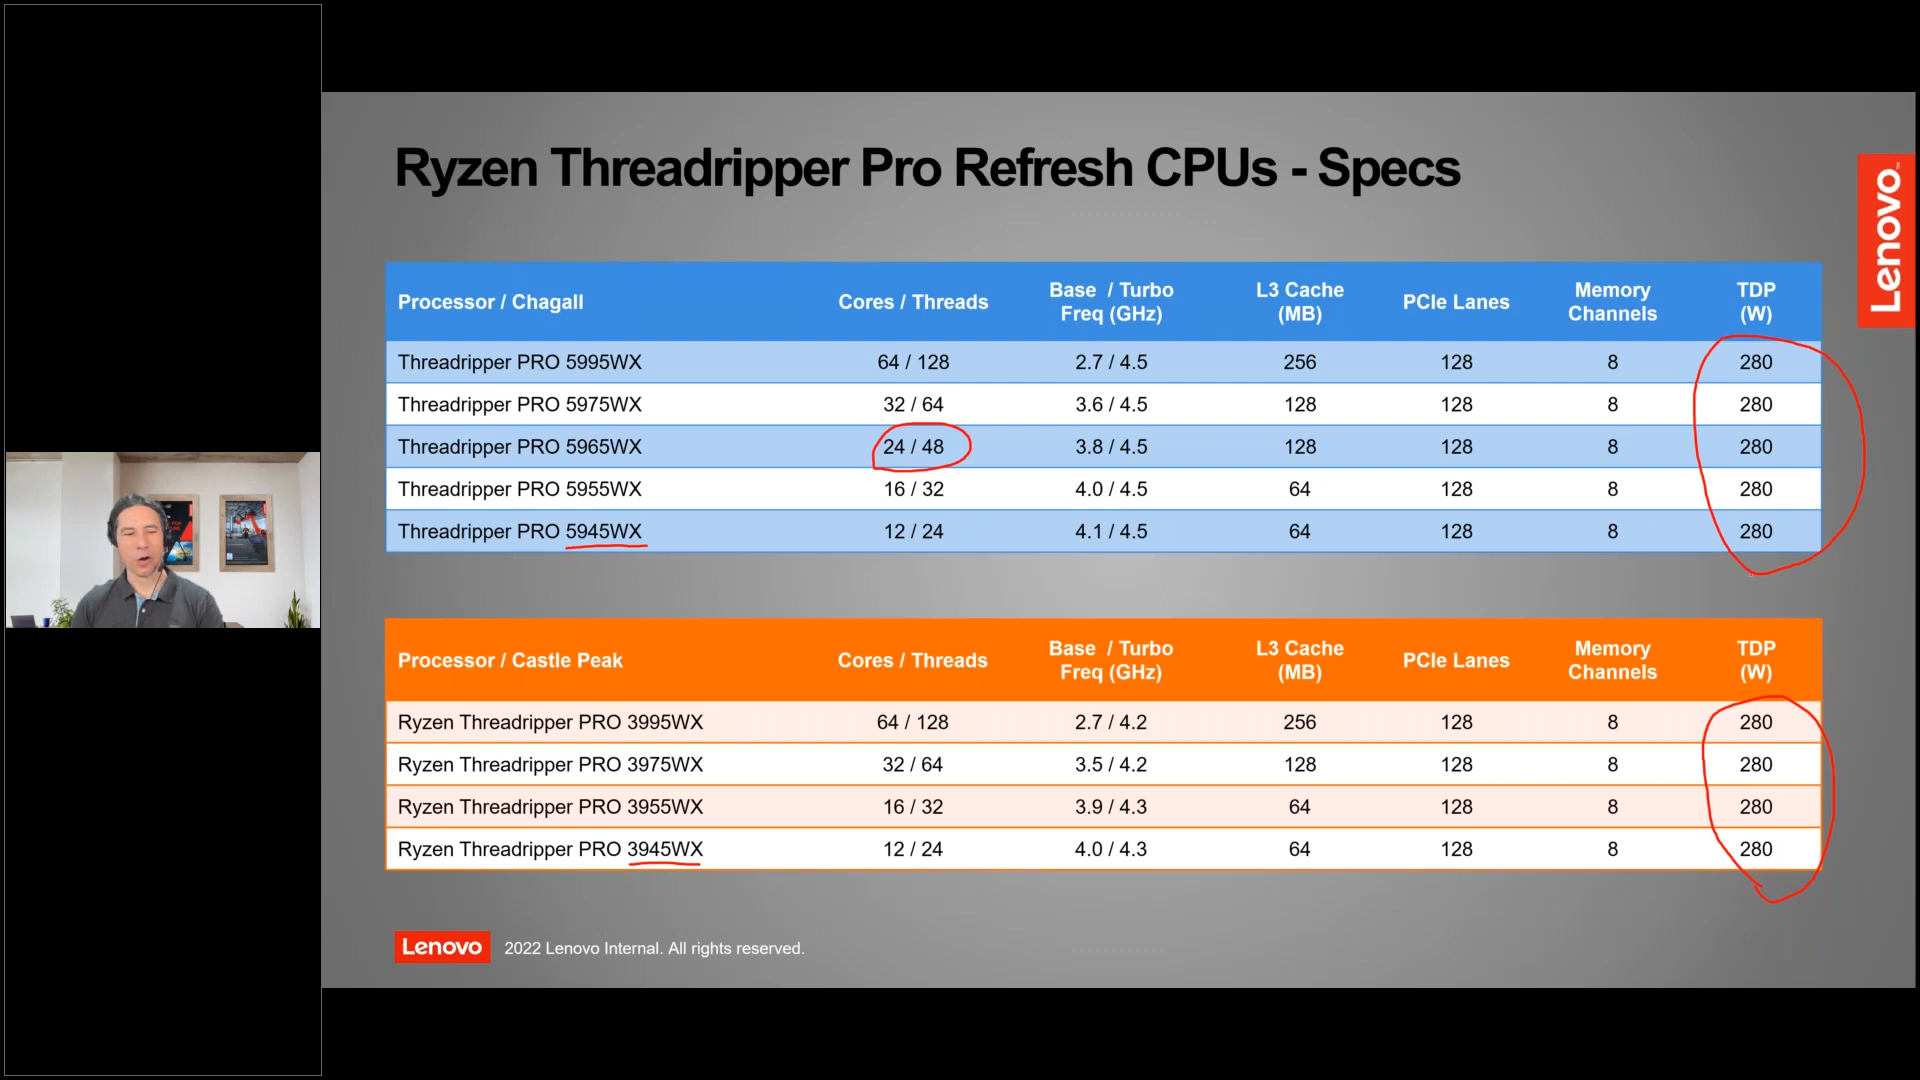 Ryzen Threadripper Pro Refresh CPUs - Specs
Lenovo
Processor / Chagall Cores / Threads Base / Turbo Freq (GHz) L3 Cache (MB) PCIe Lanes Memory Channels TDP (W)
Threadripper PRO 5995WX 64 / 128 2.7 / 4.5 256 128 8 280
Threadripper PRO 5975WX 32 / 64 3.6 / 4.5 128 128 8 280
Threadripper PRO 5965WX 24 / 48 3.8 / 4.5 128 128 8 280
Threadripper PRO 5955WX 16 / 32 4.0 / 4.5 64 128 8 280
Threadripper PRO 5945WX 12 / 24 4.1 / 4.5 64 128 8 280
Processor / Castle Peak Cores / Threads Base / Turbo Freq (GHz) L3 Cache (MB) PCIe Lanes Memory Channels TDP (W)
Ryzen Threadripper PRO 3995WX 64 / 128 2.7 / 4.2 256 128 8 280
Ryzen Threadripper PRO 3975WX 32 / 64 3.5 / 4.2 128 128 8 280
Ryzen Threadripper PRO 3955WX 16 / 32 3.9 / 4.3 64 128 8 280
Ryzen Threadripper PRO 3945WX 12 / 24 4.0 / 4.3 64 128 8 280
Lenovo 2022 Lenovo Internal. All rights reserved.